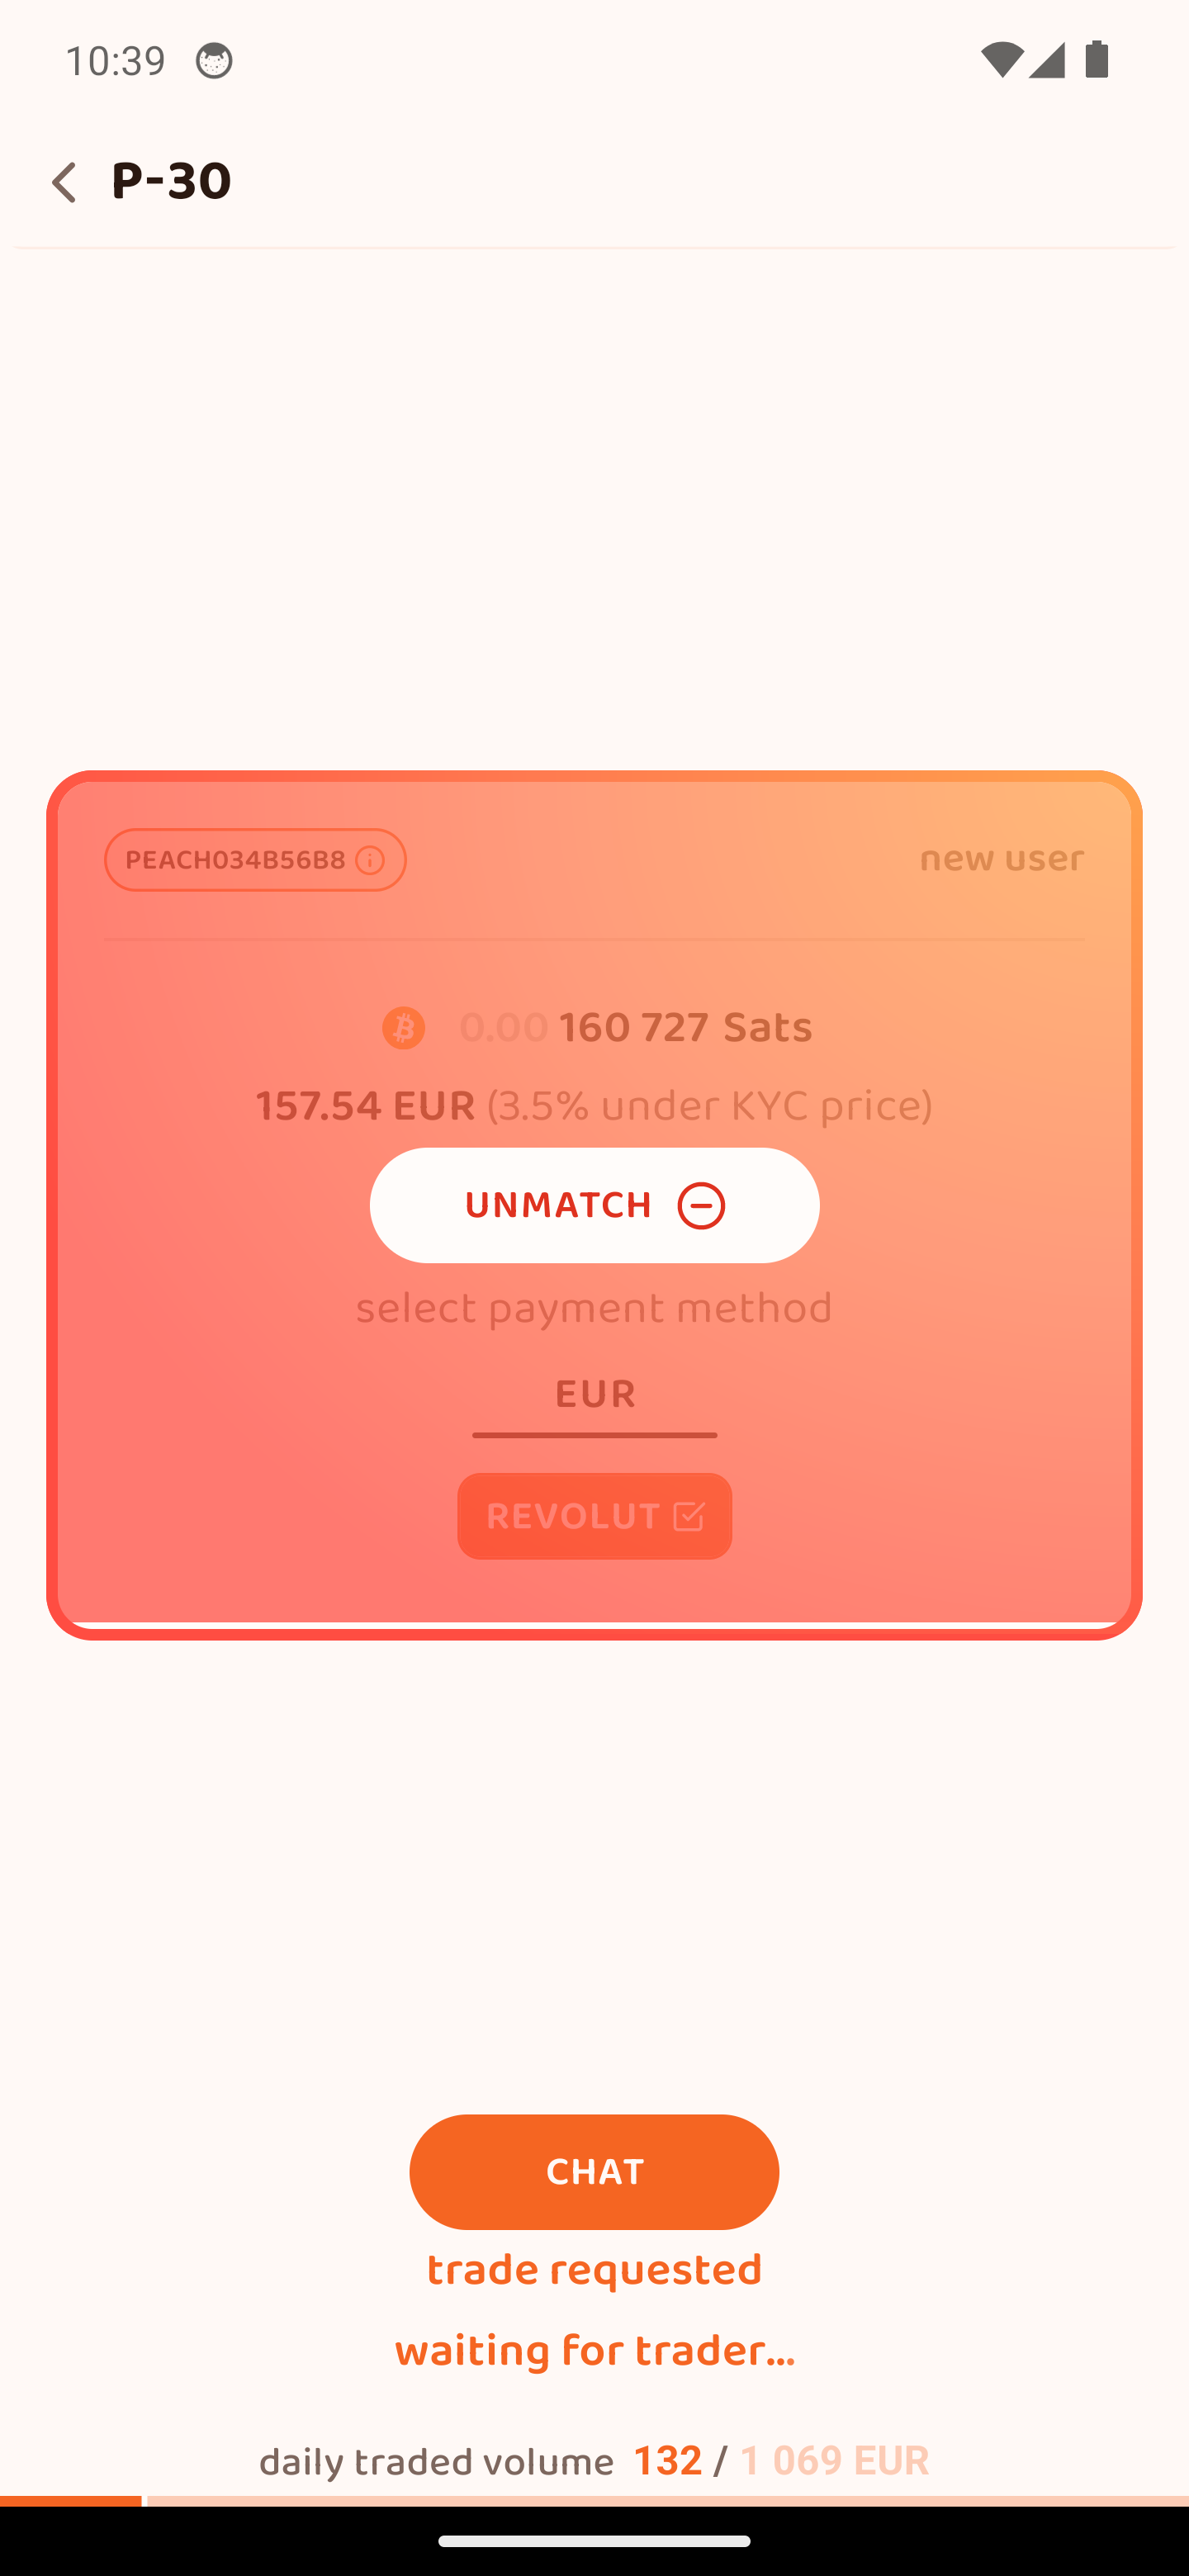 10:39
P-30
PEACH034B56B8
new user
0.00 160 727 Sats
157.54 EUR (3.5% under KYC price)
UNMATCH
select payment method
EUR
REVOLUT
CHAT
trade requested
waiting for trader...
daily traded volume 132 / 1 069 EUR